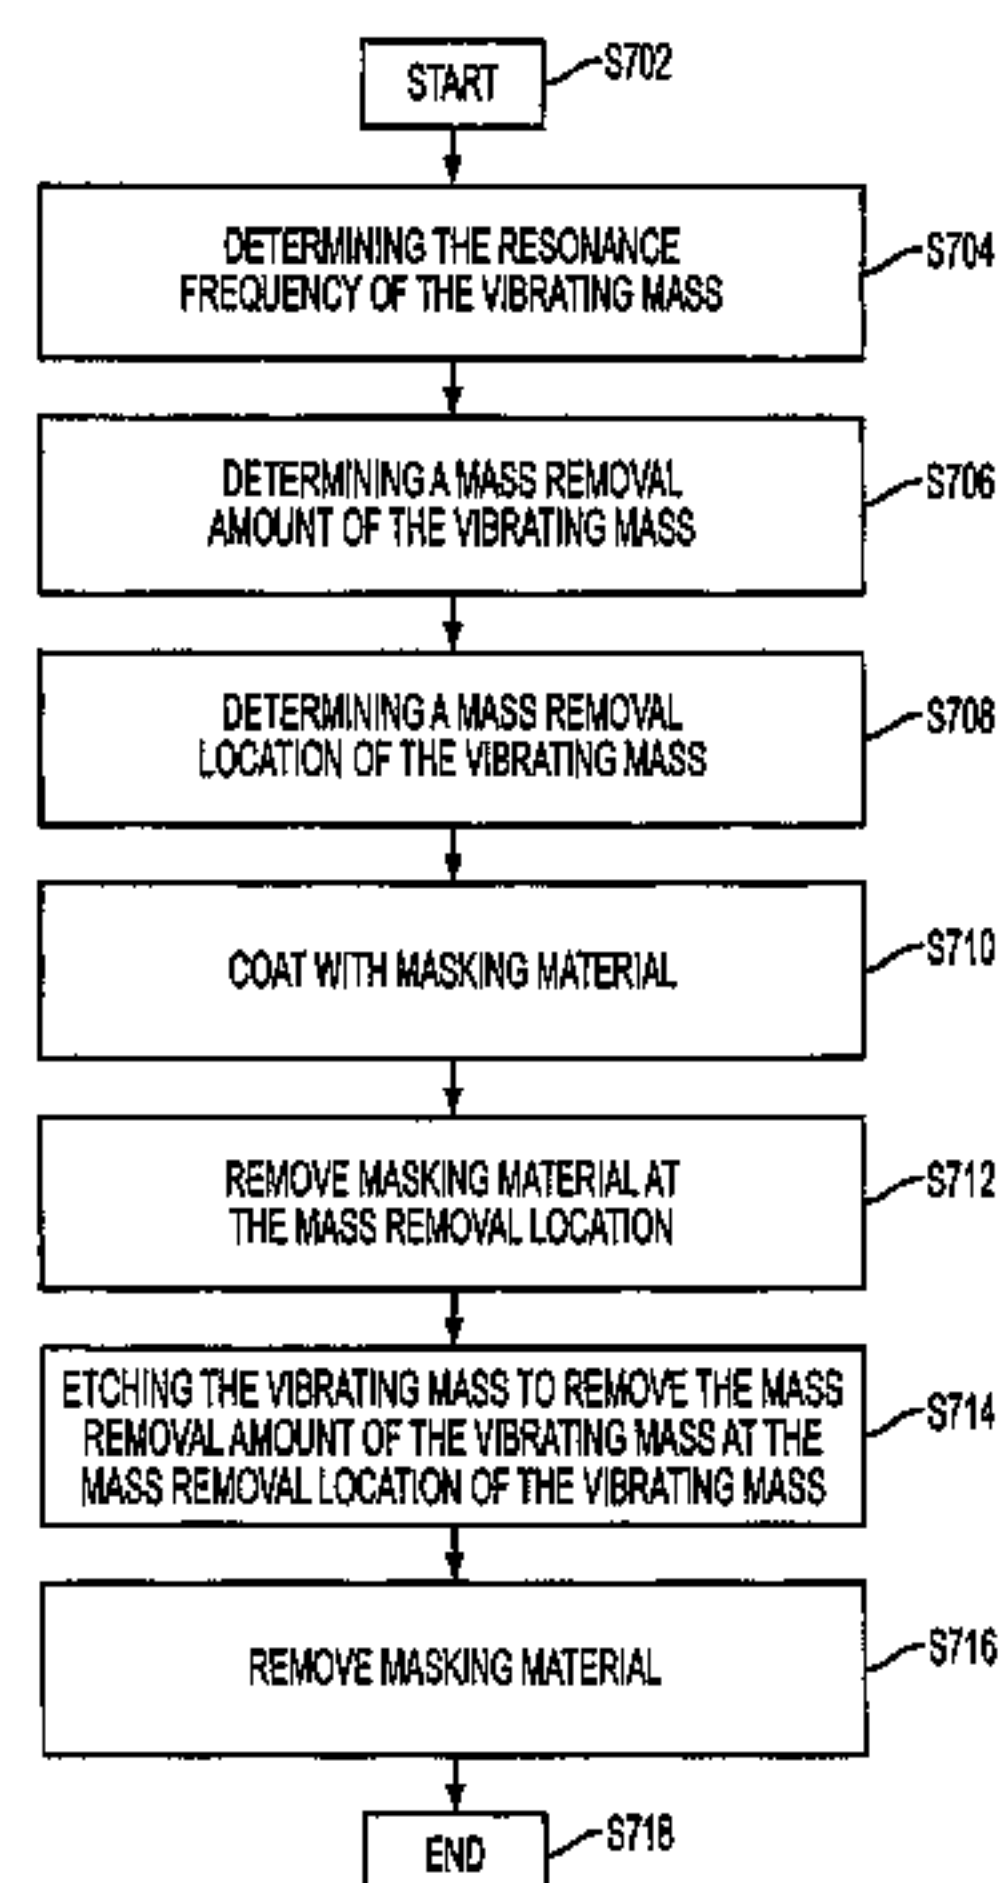 START
S702
DETERMINING THE RESONANCE
FREQUENCY OF THE VIBRATING MASS
S704
DETERMINING A MASS REMOVAL
AMOUNT OF THE VIBRATING MASS
S706
DETERMINING A MASS REMOVAL
LOCATION OF THE VIBRATING MASS
S708
COAT WITH MASKING MATERIAL
S710
REMOVE MASKING MATERIAL AT
THE MASS REMOVAL LOCATION
S712
ETCHING THE VIBRATING MASS TO REMOVE THE MASS
REMOVAL AMOUNT OF THE VIBRATING MASS AT THE
MASS REMOVAL LOCATION OF THE VIBRATING MASS
S714
REMOVE MASKING MATERIAL
S716
END
S718